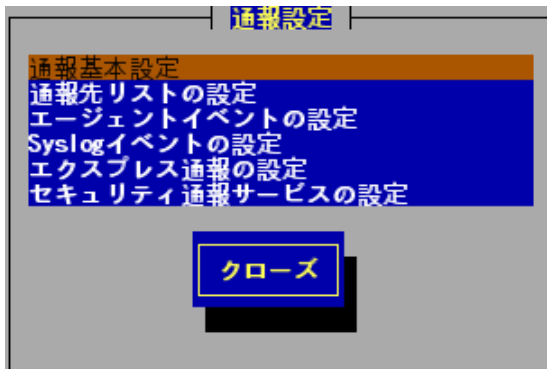 通報設定
通報基本設定
通報先リストの設定
エージェントイベントの設定
Syslogイベントの設定
エクスプレス通報の設定
セキュリティ通報サービスの設定
クローズ